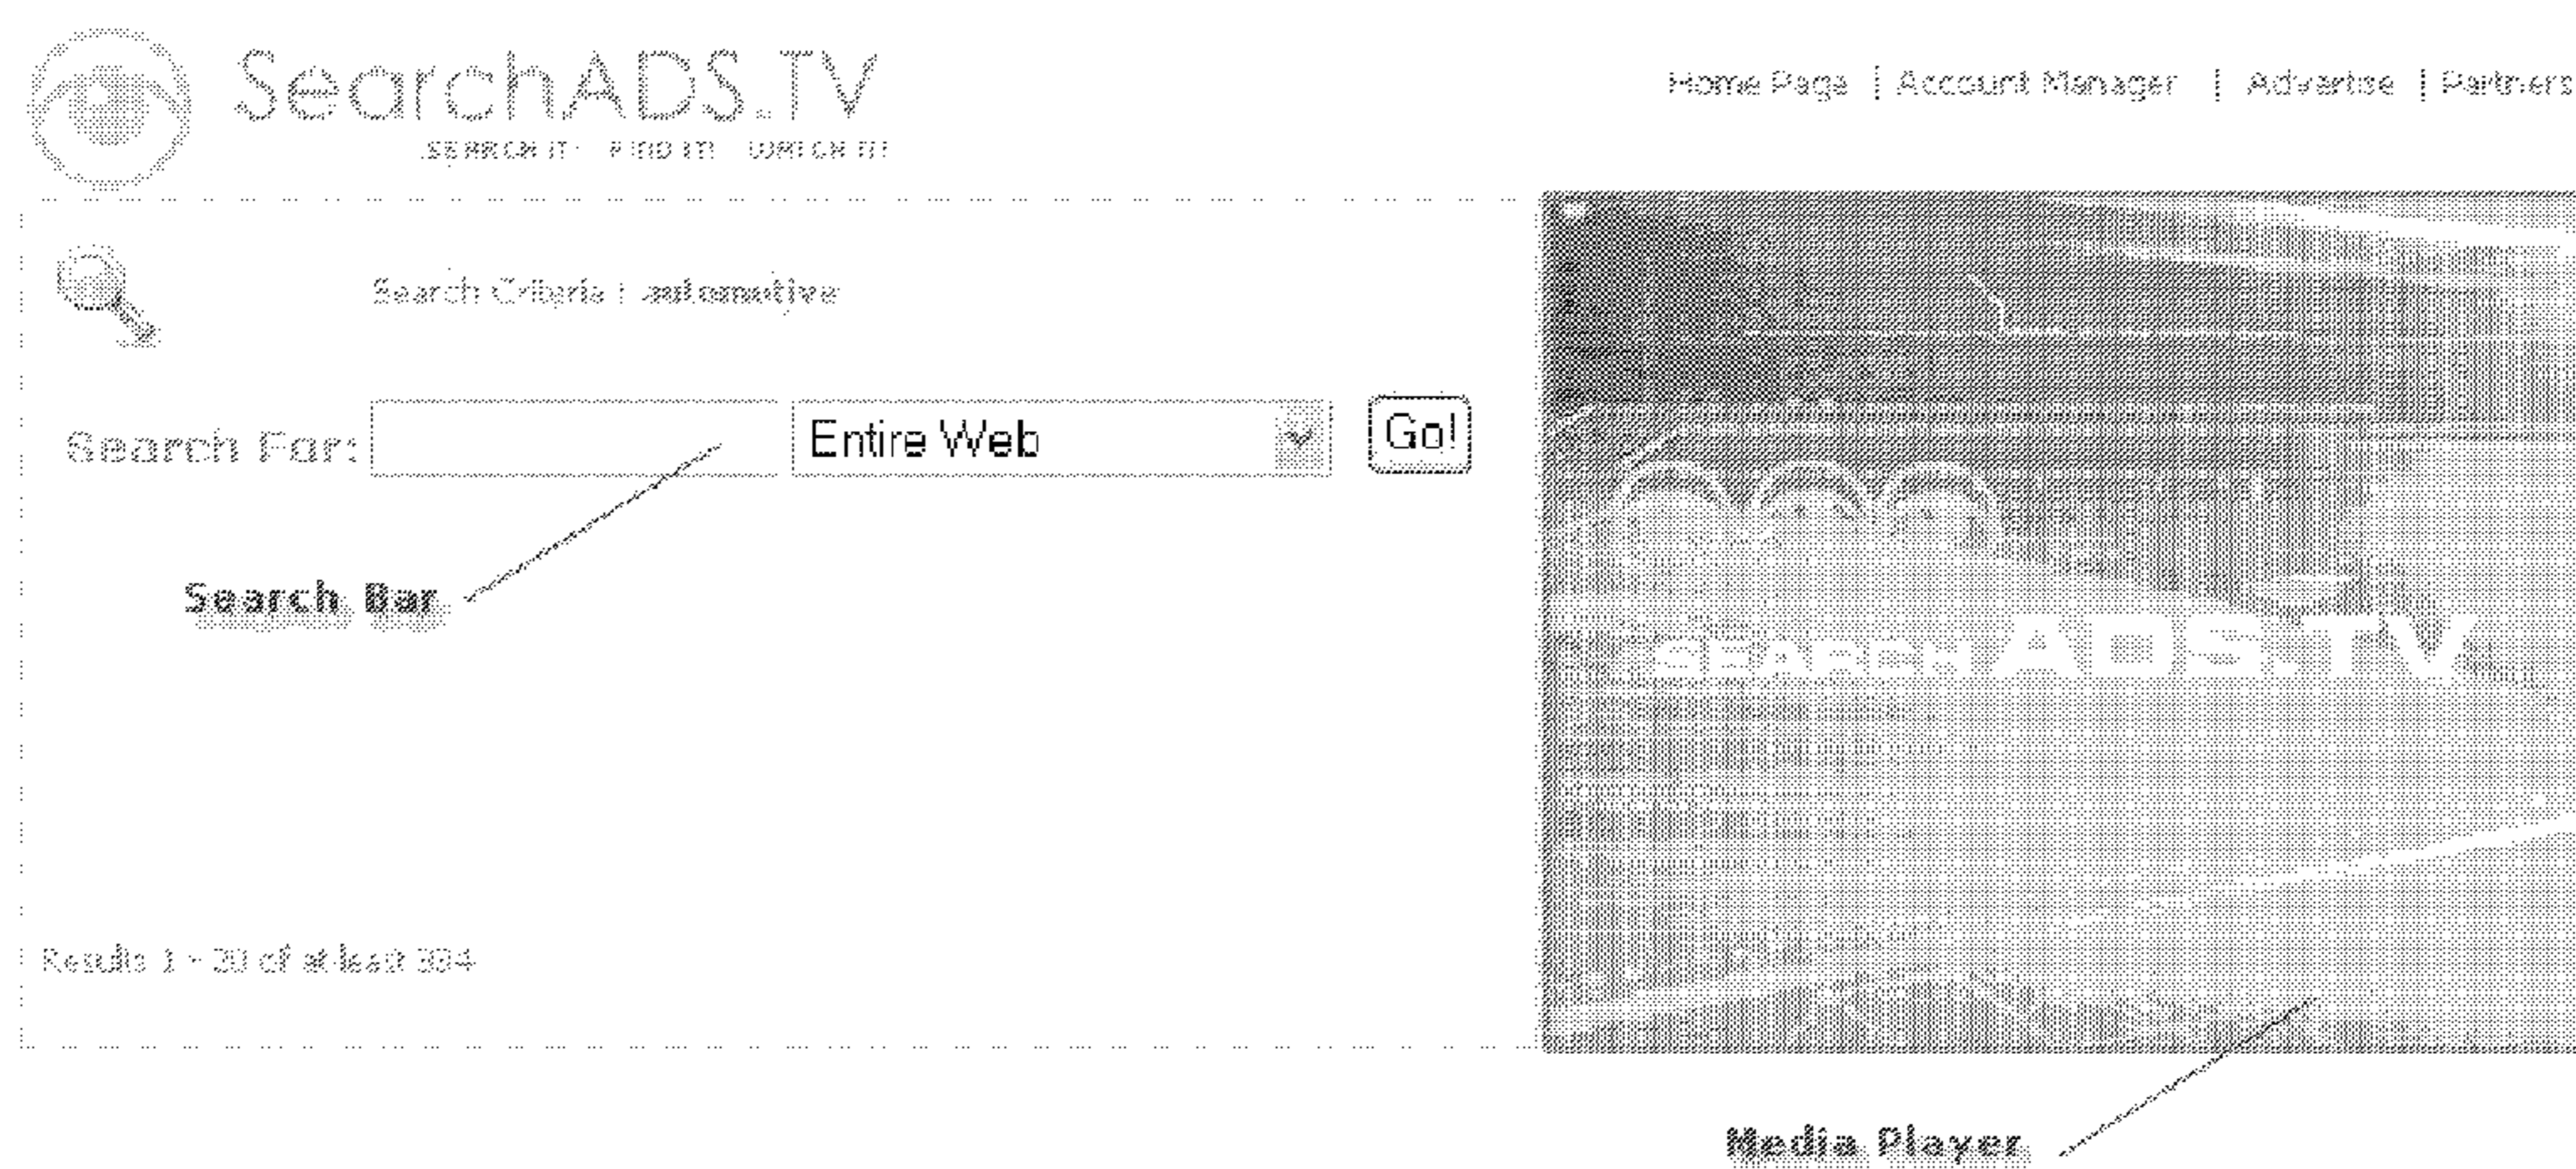 SearchADS.TV
SEARCH IT! FIND IT! WATCH IT!
Home Page | Account Manager | Advertise | Partners
Search Criteria : automotive
Search For: Entire Web Go!
Search Bar
SEARCH ADS.TV
Results 1 - 20 of at least 334
Media Player